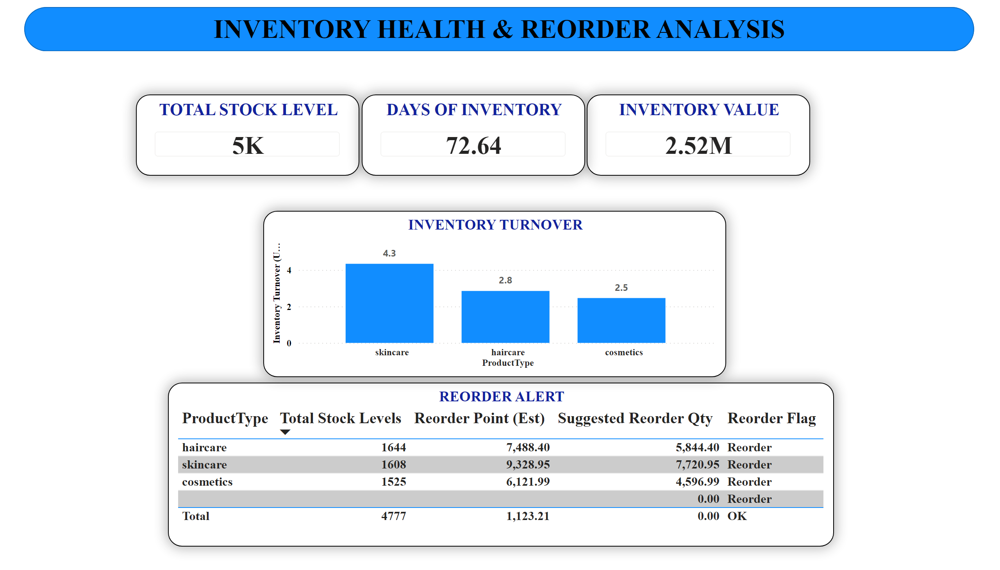 INVENTORY HEALTH & REORDER ANALYSIS
TOTAL STOCK LEVEL
5K
DAYS OF INVENTORY
72.64
INVENTORY VALUE
2.52M
INVENTORY TURNOVER
Inventory Turnover (U...
4
2
0
4.3
2.8
2.5
skincare haircare cosmetics
ProductType
REORDER ALERT
ProductType Total Stock Levels Reorder Point (Est) Suggested Reorder Qty Reorder Flag
haircare 1644 7,488.40 5,844.40 Reorder
skincare 1608 9,328.95 7,720.95 Reorder
cosmetics 1525 6,121.99 4,596.99 Reorder
0.00 Reorder
Total 4777 1,123.21 0.00 OK